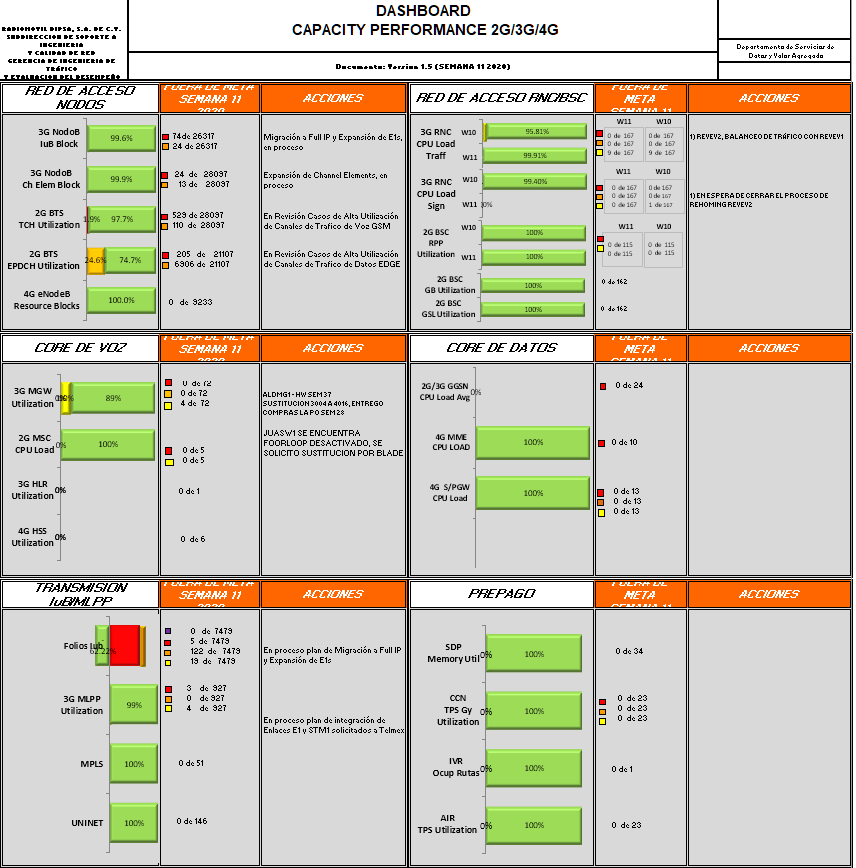 RADIOMOVIL DIPSA, S.A. DE C.V.
SUBDIRECCION DE SOPORTE A
INGENIERIA
Y CALIDAD DE RED
GERENCIA DE INGENIERIA DE
TRÁFICO
Y EVALUACION DEL DESEMPEÑO
DASHBOARD
CAPACITY PERFORMANCE 2G/3G/4G
Documento: Version 1.5 (SEMANA 11 2020)
Departamento de Servicios de
Datos y Valor Agregado
RED DE ACCESO
NODOS
FUERA DE META
SEMANA 11
2020
ACCIONES
3G NodoB
IuB Block
99.6%
74 de 26317
24 de 26317
Migración a Full IP y Expansión de E1s,
en proceso
3G NodoB
Ch Elem Block
99.9%
24 de 28097
13 de 28097
Expansión de Channel Elements, en
proceso
2G BTS
TCH Utilization
1.9%
97.7%
529 de 28097
110 de 28097
En Revisión Casos de Alta Utilización
de Canales de Trafico de Voz GSM
2G BTS
EPDCH Utilization
24.6%
74.7%
205 de 21107
6906 de 21107
En Revisión Casos de Alta Utilización
de Canales de Trafico de Datos EDGE
4G eNodeB
Resource Blocks
100.0%
0 de 9233
RED DE ACCESO RNC/BSC
FUERA DE
META
SEMANA 11
ACCIONES
3G RNC
CPU Load
Traff
W10
95.81%
W11
99.91%
W11 W10
0 de 167 0 de 167
0 de 167 0 de 167
9 de 167 9 de 167
1) REVEV2, BALANCEO DE TRÁFICO CON REVEV1
3G RNC
CPU Load
Sign
W10
99.40%
W11
0%
W11 W10
0 de 167 0 de 167
0 de 167 0 de 167
0 de 167 1 de 167
1) EN ESPERA DE CERRAR EL PROCESO DE
REHOMING REVEV2
2G BSC
RPP
Utilization
W10
100%
W11
100%
W11 W10
0 de 115 0 de 115
0 de 115 0 de 115
2G BSC
GB Utilization
100%
0 de 162
2G BSC
GSL Utilization
100%
0 de 162
CORE DE VOZ
FUERA DE META
SEMANA 11
ACCIONES
3G MGW
Utilization
89%
0 de 72
0 de 72
4 de 72
ALDMG1 - HW SEM 37
SUSTITUCION 3004 A 4016, ENTREGO
COMPRAS LA PO SEM 28
2G MSC
CPU Load
0%
100%
0 de 5
0 de 5
JUASW1 SE ENCUENTRA
FOORLOOP DESACTIVADO, SE
SOLICITO SUSTITUCION POR BLADE
3G HLR
Utilization
0%
0 de 1
4G HSS
Utilization
0%
0 de 6
CORE DE DATOS
FUERA DE
META
SEMANA 11
ACCIONES
2G/3G GGSN
CPU Load Avg
0%
0 de 24
4G MME
CPU LOAD
100%
0 de 10
4G S/PGW
CPU Load
100%
0 de 13
0 de 13
0 de 13
TRANSMISION
IuB/MLPP
FUERA DE META
SEMANA 11
2020
ACCIONES
Folios Iub
62.22%
0 de 7479
5 de 7479
122 de 7479
19 de 7479
En proceso plan de Migración a Full IP
y Expansión de E1s
3G MLPP
Utilization
99%
3 de 927
0 de 927
4 de 927
En proceso plan de integración de
Enlaces E1 y STM1 solicitados a Telmex
MPLS
100%
0 de 51
UNINET
100%
0 de 146
PREPAGO
FUERA DE
META
SEMANA 11
ACCIONES
SDP
Memory Util
0%
100%
0 de 34
CCN
TPS Gy
Utilization
0%
100%
0 de 23
0 de 23
0 de 23
IVR
Ocup Rutas
0%
100%
0 de 1
AIR
TPS Utilization
0%
100%
0 de 23